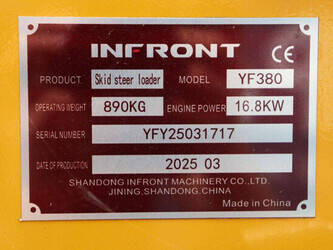 INFRONT CE
PRODUCT. Skid steer loader MODEL YF380
OPERATING WEIGHT 890KG ENGINE POWER 16.8KW
SERIAL NUMBER YFY25031717
DATE OF PRODUCTION 2025 03
SHANDONG INFRONT MACHINERY CO.,LTD.
JINING,SHANDONG.CHINA
Made in China